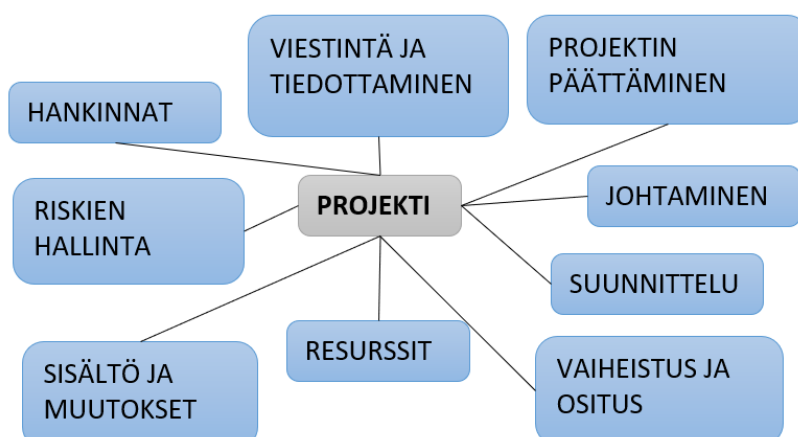 VIESTINTÄ JA
TIEDOTTAMINEN
PROJEKTIN
PÄÄTTÄMINEN
HANKINNAT
RISKIEN
HALLINTA
PROJEKTI
JOHTAMINEN
SUUNNITTELU
SISÄLTÖ JA
MUUTOKSET
RESURSSIT
VAIHEISTUS JA
OSITUS